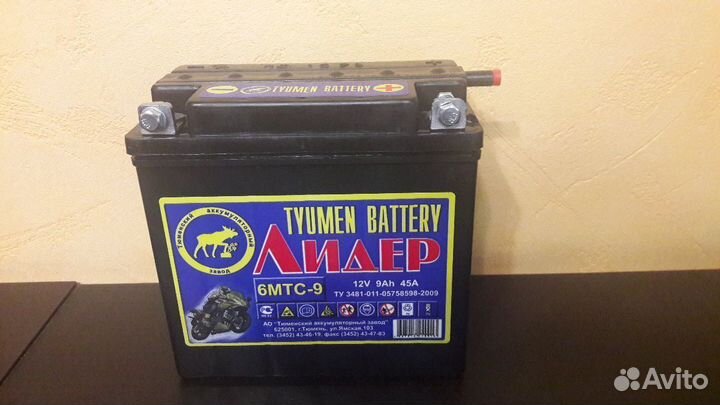 TYUMEN BATTERY
TYUMEN BATTERY
Тюменский аккумуляторный завод
ЛИДЕР
6МТС-9
12V 9Ah 45A
ТУ 3481-011-05758598-2009
АО "Тюменский аккумуляторный завод"
625001, г.Тюмень, ул.Ямская, 103
тел. (3452) 43-46-19, факс (3452) 43-47-83
Avito